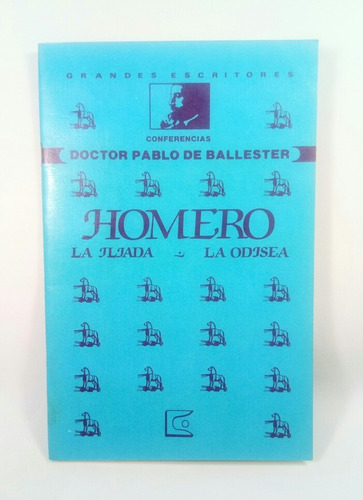 GRANDES ESCRITORES
CONFERENCIAS
DOCTOR PABLO DE BALLESTER
HOMERO
LA ILIADA - LA ODISEA